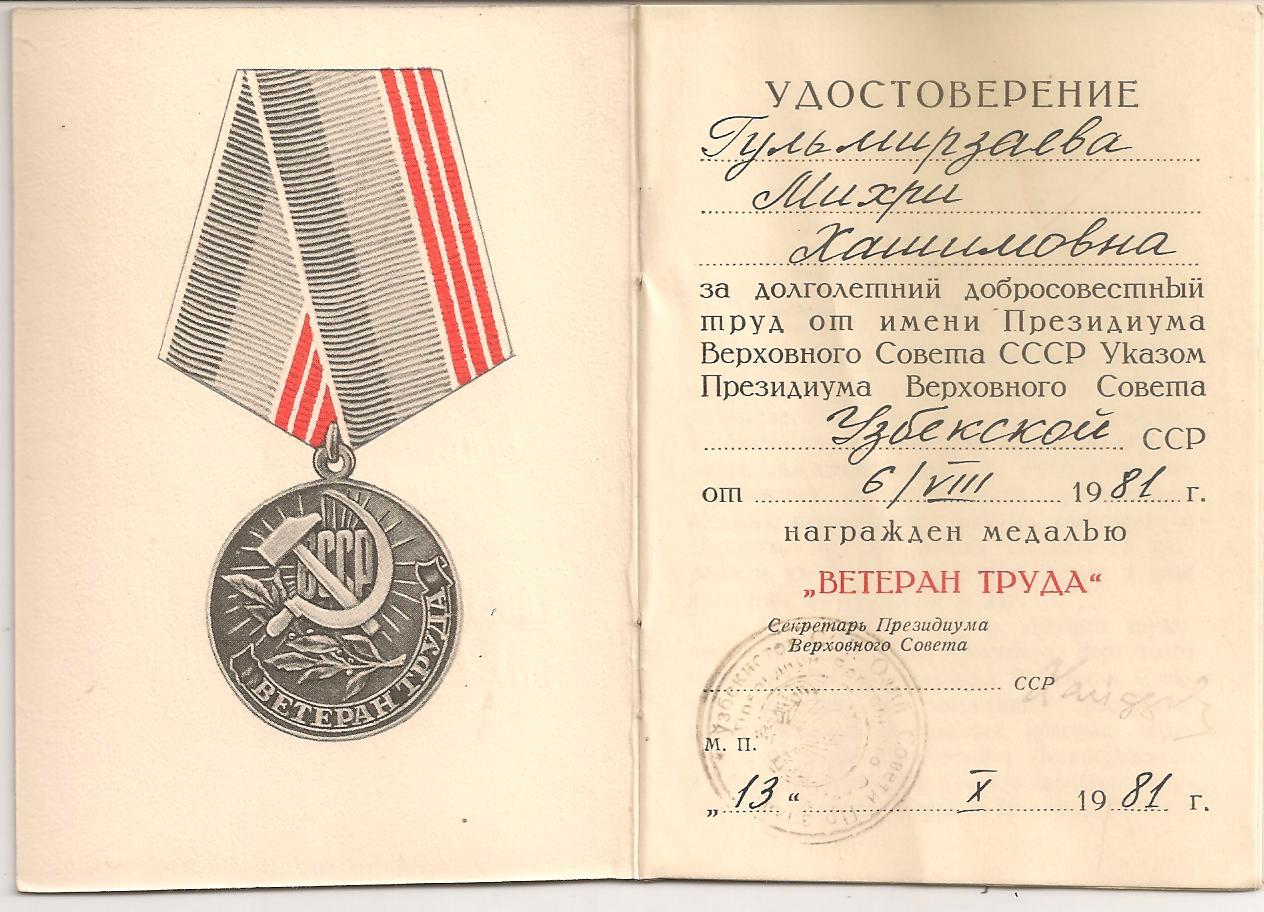 СССР
ВЕТЕРАН ТРУДА
УДОСТОВЕРЕНИЕ
Гульмирзаева
Михри
Хашимовна
за долголетний добросовестный
труд от имени Президиума
Верховного Совета СССР Указом
Президиума Верховного Совета
Узбекской ССР
от 6/VIII 1981 г.
награжден медалью
„ВЕТЕРАН ТРУДА“
Секретарь Президиума
Верховного Совета
ССР
М. П.
„13“ X 1981 г.